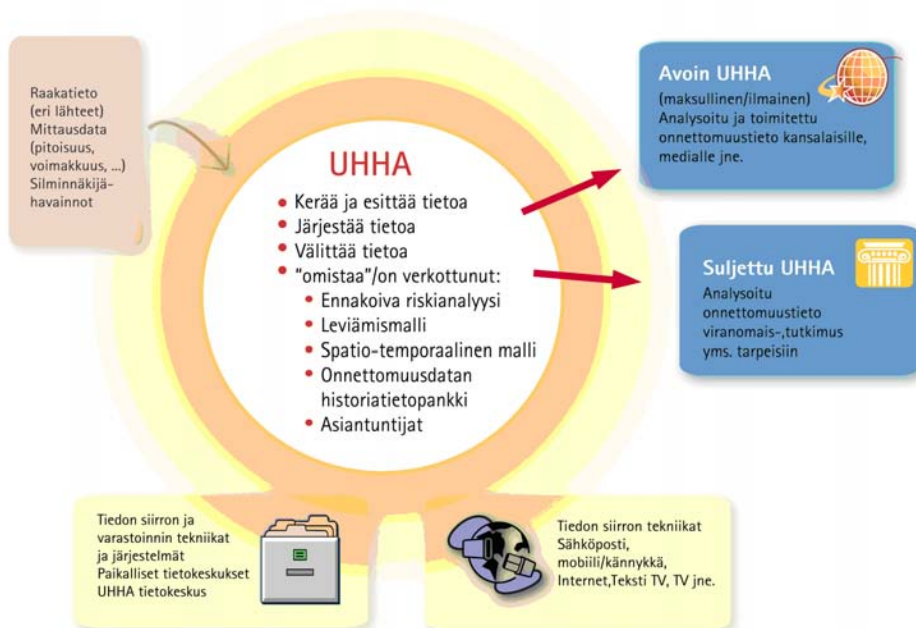 Raakatieto
(eri lähteet)
Mittausdata
(pitoisuus,
voimakkuus, ...)
Silminnäkijä-
havainnot
UHHA
• Kerää ja esittää tietoa
• Järjestää tietoa
• Välittää tietoa
• “omistaa”/on verkottunut:
• Ennakoiva riskianalyysi
• Leviämismalli
• Spatio-temporaalinen malli
• Onnettomuusdatan
historiatietopankki
• Asiantuntijat
Avoin UHHA
(maksullinen/ilmainen)
Analysoitu ja toimitettu
onnettomuustieto kansalaisille,
medialle jne.
Suljettu UHHA
Analysoitu
onnettomuustieto
viranomais-,tutkimus
yms. tarpeisiin
Tiedon siirron ja
varastoinnin tekniikat
ja järjestelmät
Paikalliset tietokeskukset
UHHA tietokeskus
Tiedon siirron tekniikat
Sähköposti,
mobiili/kännykkä,
Internet,Teksti TV, TV jne.